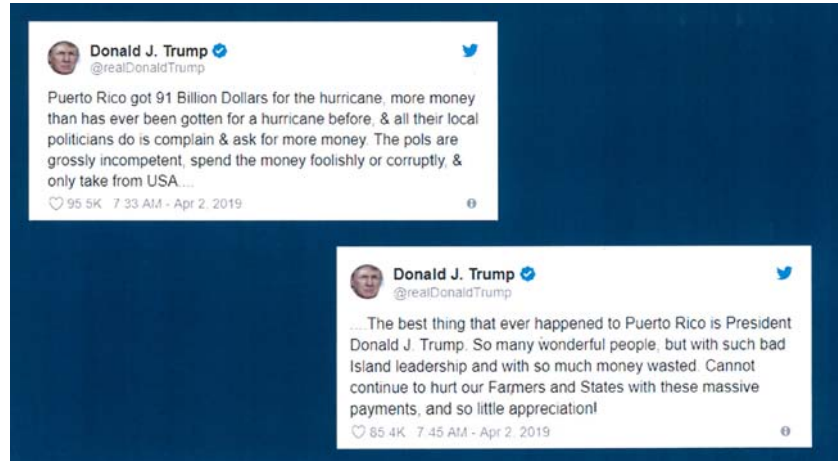 Donald J. Trump
@realDonaldTrump
Puerto Rico got 91 Billion Dollars for the hurricane, more money
than has ever been gotten for a hurricane before, & all their local
politicians do is complain & ask for more money. The pols are
grossly incompetent, spend the money foolishly or corruptly, &
only take from USA....
95.5K 7:33 AM - Apr 2, 2019
Donald J. Trump
@realDonaldTrump
....The best thing that ever happened to Puerto Rico is President
Donald J. Trump. So many wonderful people, but with such bad
Island leadership and with so much money wasted. Cannot
continue to hurt our Farmers and States with these massive
payments, and so little appreciation!
85.4K 7:45 AM - Apr 2, 2019